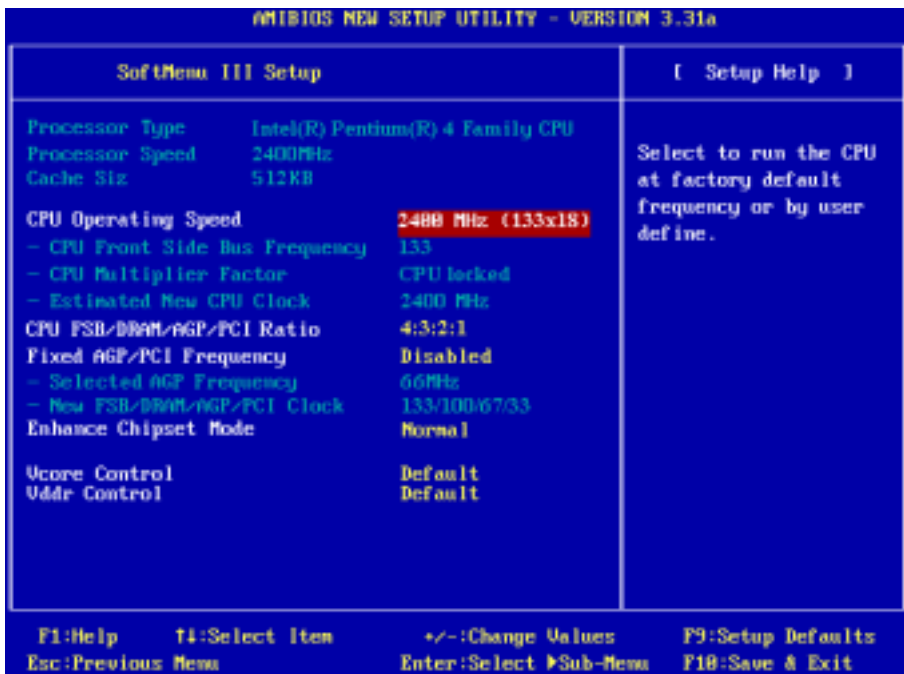 AMIBIOS NEW SETUP UTILITY - VERSION 3.31a
SoftMenu III Setup
[ Setup Help ]
Processor Type Intel(R) Pentium(R) 4 Family CPU
Processor Speed 2400MHz
Cache Siz 512KB
Select to run the CPU
at factory default
frequency or by user
define.
CPU Operating Speed 2400 MHz (133x18)
- CPU Front Side Bus Frequency 133
- CPU Multiplier Factor CPU locked
- Estimated New CPU Clock 2400 MHz
CPU FSB/DRAM/AGP/PCI Ratio 4:3:2:1
Fixed AGP/PCI Frequency Disabled
- Selected AGP Frequency 66MHz
- New FSB/DRAM/AGP/PCI Clock 133/100/67/33
Enhance Chipset Mode Normal
Vcore Control Default
Vddr Control Default
F1:Help ↑↓:Select Item +/-:Change Values F9:Setup Defaults
Esc:Previous Menu Enter:Select ▶Sub-Menu F10:Save & Exit